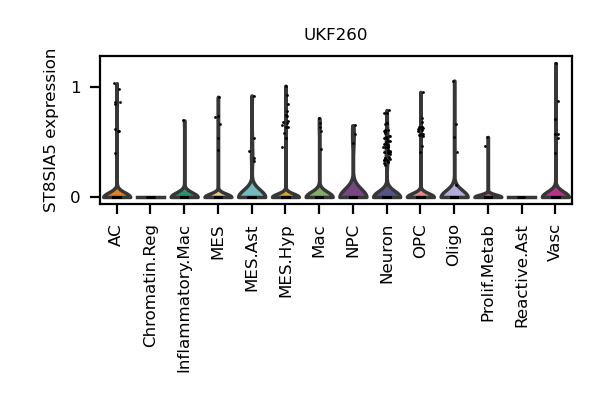 UKF260
ST8SIA5 expression
1
0
AC
Chromatin.Reg
Inflammatory.Mac
MES
MES.Ast
MES.Hyp
Mac
NPC
Neuron
OPC
Oligo
Prolif.Metab
Reactive.Ast
Vasc